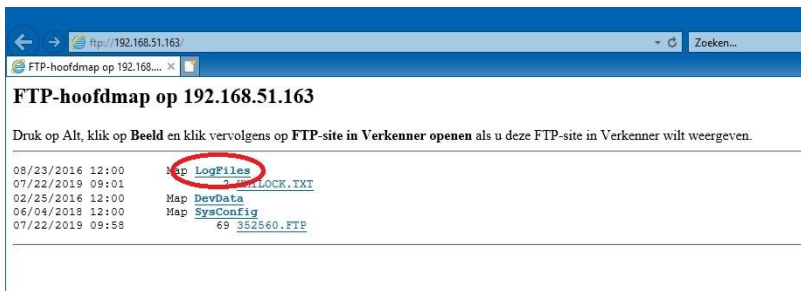 ftp://192.168.51.163/
Zoeken...
FTP-hoofdmap op 192.168....
FTP-hoofdmap op 192.168.51.163
Druk op Alt, klik op Beeld en klik vervolgens op FTP-site in Verkenner openen als u deze FTP-site in Verkenner wilt weergeven.
08/23/2016 12:00 Map LogFiles
07/22/2019 09:01 2
02/25/2016 12:00 Map DevData
06/04/2018 12:00 Map SysConfig
07/22/2019 09:58 69 352560.FTP